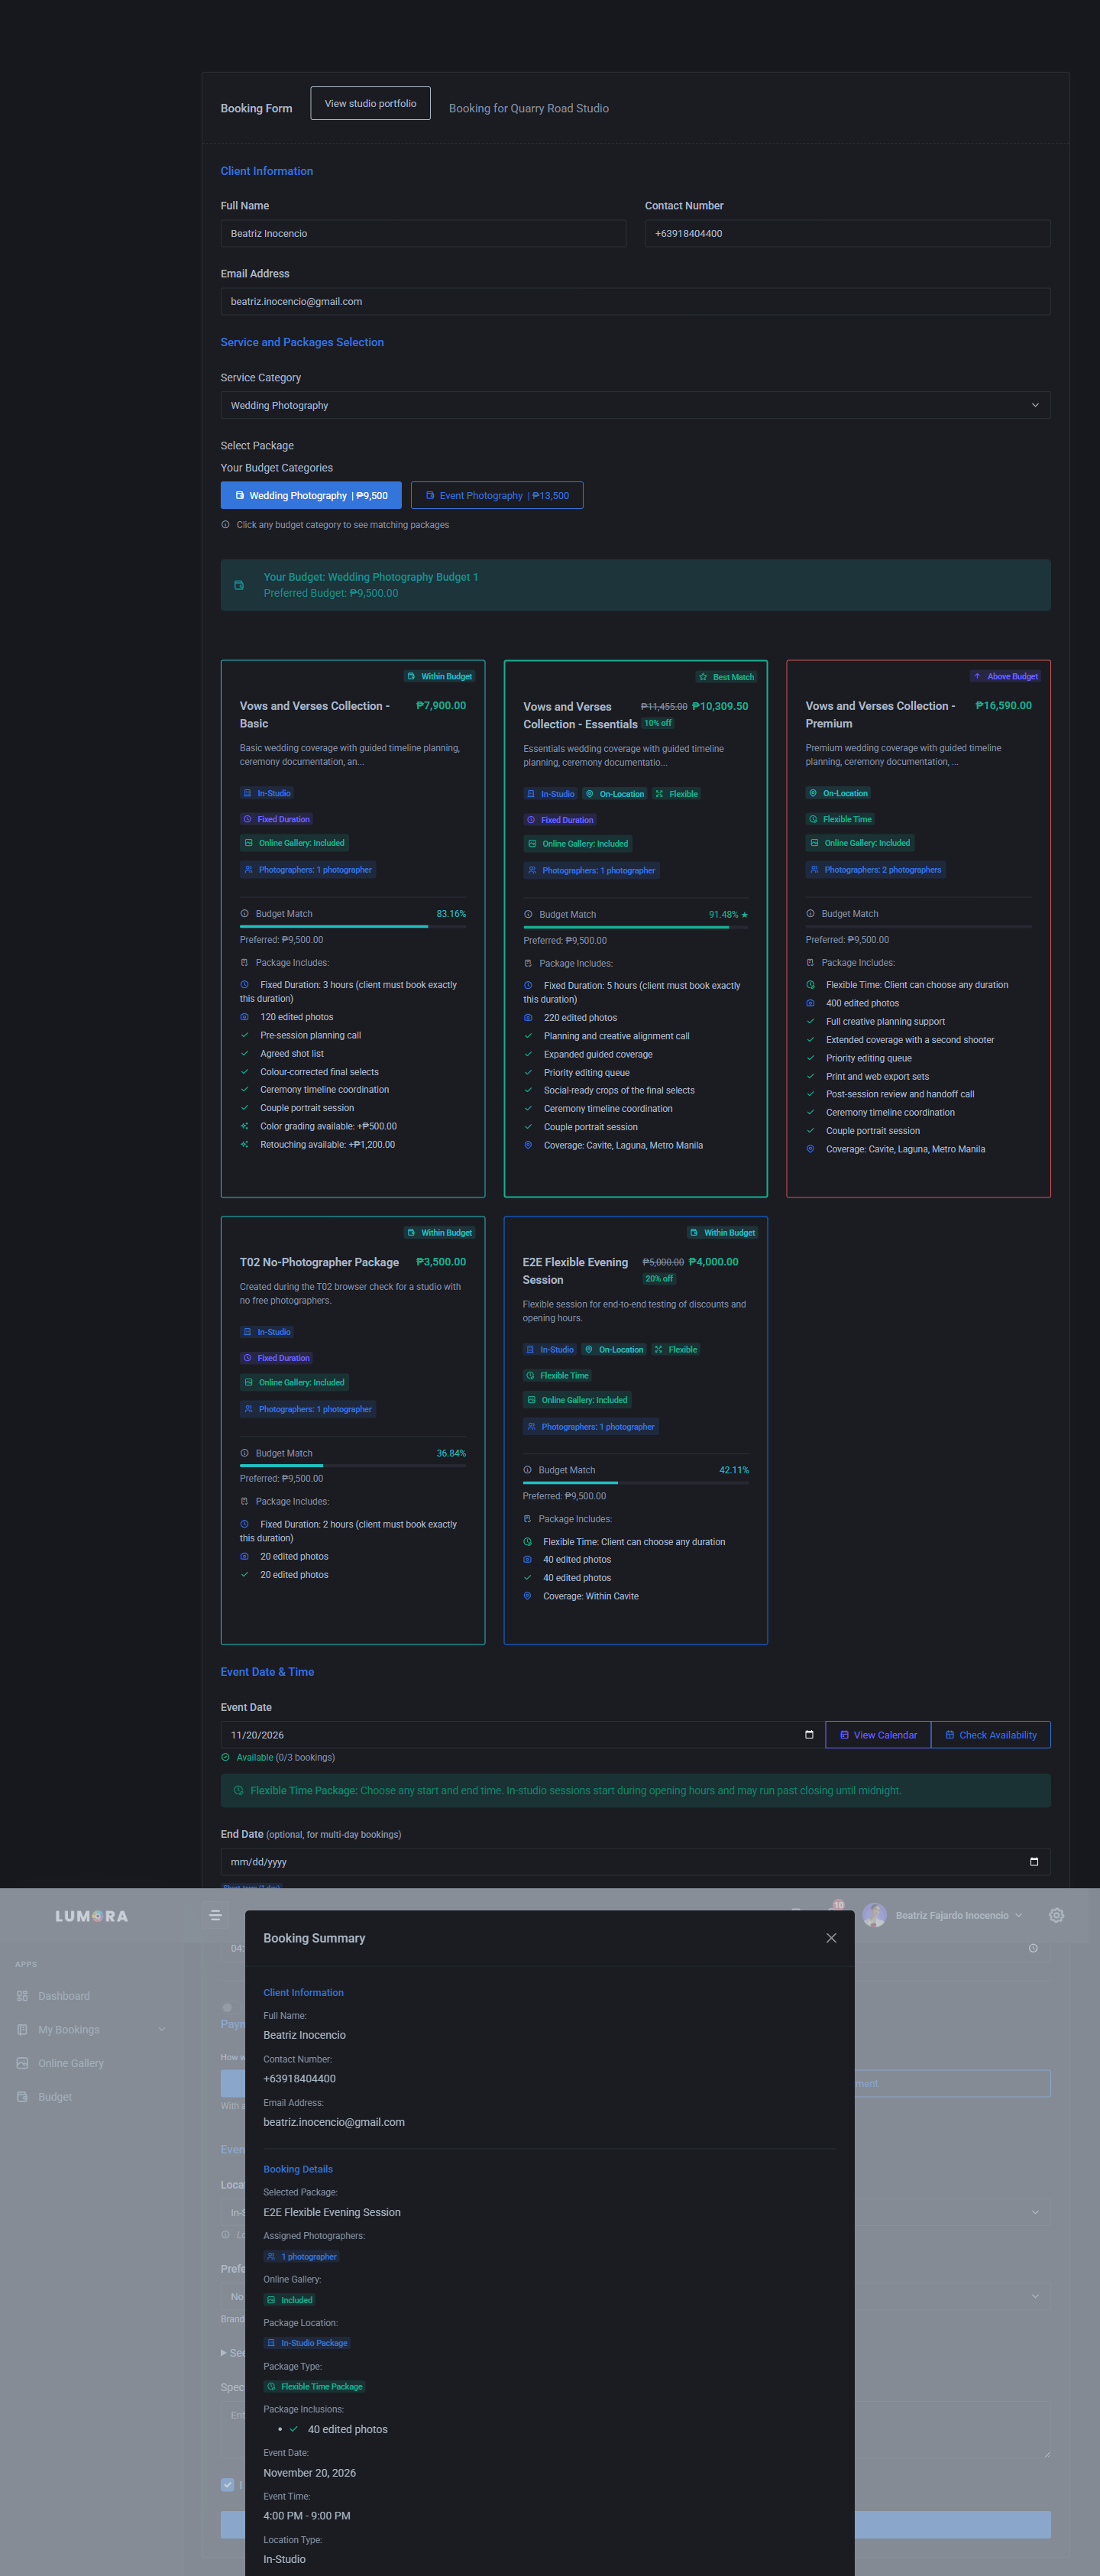 Booking Form
View studio portfolio
Booking for Quarry Road Studio
Client Information
Full Name
Contact Number
Beatriz Inocencio
+63918404400
Email Address
beatriz.inocencio@gmail.com
Service and Packages Selection
Service Category
Wedding Photography
Select Package
Your Budget Categories
Wedding Photography | ₱9,500
Event Photography | ₱13,500
Click any budget category to see matching packages
Your Budget: Wedding Photography Budget 1
Preferred Budget: ₱9,500.00
Within Budget
Vows and Verses Collection -
Basic
₱7,900.00
Basic wedding coverage with guided timeline planning,
ceremony documentation, an...
In-Studio
Fixed Duration
Online Gallery: Included
Photographers: 1 photographer
Budget Match
83.16%
Preferred: ₱9,500.00
Package Includes:
Fixed Duration: 3 hours (client must book exactly
this duration)
120 edited photos
Pre-session planning call
Agreed shot list
Colour-corrected final selects
Ceremony timeline coordination
Couple portrait session
Color grading available: +₱500.00
Retouching available: +₱1,200.00
Best Match
Vows and Verses
Collection - Essentials
₱11,455.00 ₱10,309.50
10% off
Essentials wedding coverage with guided timeline
planning, ceremony documentatio...
In-Studio
On-Location
Flexible
Fixed Duration
Online Gallery: Included
Photographers: 1 photographer
Budget Match
91.48% ★
Preferred: ₱9,500.00
Package Includes:
Fixed Duration: 5 hours (client must book exactly
this duration)
220 edited photos
Planning and creative alignment call
Expanded guided coverage
Priority editing queue
Social-ready crops of the final selects
Ceremony timeline coordination
Couple portrait session
Coverage: Cavite, Laguna, Metro Manila
Above Budget
Vows and Verses Collection -
Premium
₱16,590.00
Premium wedding coverage with guided timeline
planning, ceremony documentation, ...
On-Location
Flexible Time
Online Gallery: Included
Photographers: 2 photographers
Budget Match
Preferred: ₱9,500.00
Package Includes:
Flexible Time: Client can choose any duration
400 edited photos
Full creative planning support
Extended coverage with a second shooter
Priority editing queue
Print and web export sets
Post-session review and handoff call
Ceremony timeline coordination
Couple portrait session
Coverage: Cavite, Laguna, Metro Manila
Within Budget
T02 No-Photographer Package
₱3,500.00
Created during the T02 browser check for a studio with
no free photographers.
In-Studio
Fixed Duration
Online Gallery: Included
Photographers: 1 photographer
Budget Match
36.84%
Preferred: ₱9,500.00
Package Includes:
Fixed Duration: 2 hours (client must book exactly
this duration)
20 edited photos
20 edited photos
Within Budget
E2E Flexible Evening
Session
₱5,000.00 ₱4,000.00
20% off
Flexible session for end-to-end testing of discounts and
opening hours.
In-Studio
On-Location
Flexible
Flexible Time
Online Gallery: Included
Photographers: 1 photographer
Budget Match
42.11%
Preferred: ₱9,500.00
Package Includes:
Flexible Time: Client can choose any duration
40 edited photos
40 edited photos
Coverage: Within Cavite
Event Date & Time
Event Date
11/20/2026
View Calendar
Check Availability
Available (0/3 bookings)
Flexible Time Package: Choose any start and end time. In-studio sessions start during opening hours and may run past closing until midnight.
End Date (optional, for multi-day bookings)
mm/dd/yyyy
LUMORA
10
Beatriz Fajardo Inocencio
APPS
Dashboard
My Bookings
Online Gallery
Budget
04:
Payn
How w
ment
With a
Even
Loca
In-S
Lo
Prefe
No
Brand
See
Spec
Ent
I
Booking Summary
Client Information
Full Name:
Beatriz Inocencio
Contact Number:
+63918404400
Email Address:
beatriz.inocencio@gmail.com
Booking Details
Selected Package:
E2E Flexible Evening Session
Assigned Photographers:
1 photographer
Online Gallery:
Included
Package Location:
In-Studio Package
Package Type:
Flexible Time Package
Package Inclusions:
40 edited photos
Event Date:
November 20, 2026
Event Time:
4:00 PM - 9:00 PM
Location Type:
In-Studio